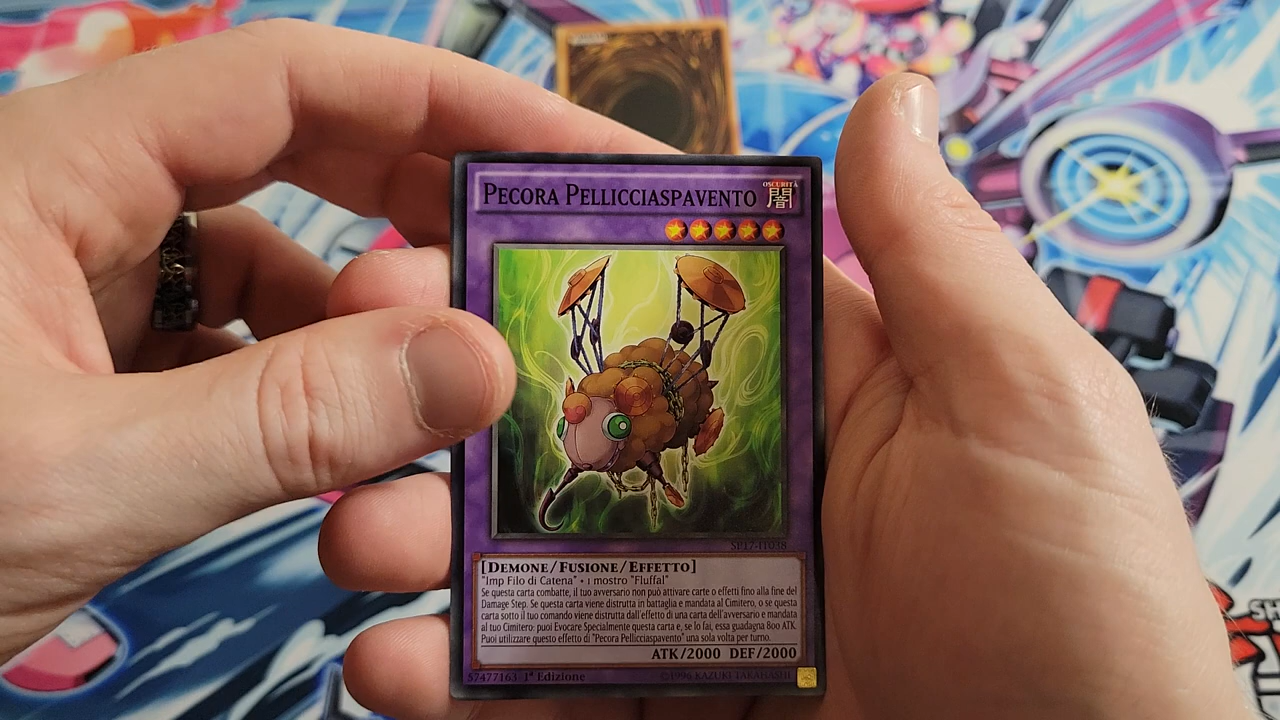 PECORA PELLICCIASPAVENTO
OSCURITÀ
闇
SP17-IT038
[DEMONE/FUSIONE/EFFETTO]
"Imp Filo di Catena" + 1 mostro "Fluffal"
Se questa carta combatte, il tuo avversario non può attivare carte o effetti fino alla fine del
Damage Step. Se questa carta viene distrutta in battaglia e mandata al Cimitero, o se questa
carta sotto il tuo comando viene distrutta dall'effetto di una carta dell'avversario e mandata
al tuo Cimitero: puoi Evocare Specialmente questa carta e, se lo fai, essa guadagna 800 ATK.
Puoi utilizzare questo effetto di "Pecora Pellicciaspavento" una sola volta per turno.
ATK/2000 DEF/2000
57477163 1ª Edizione
©1996 KAZUKI TAKAHASHI
SH